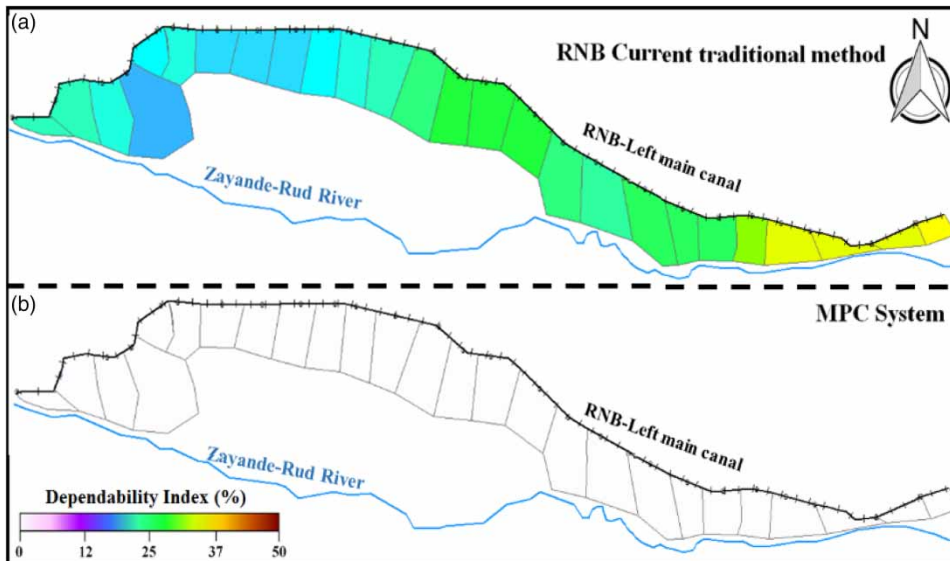 (a)
N
RNB Current traditional method
RNB-Left main canal
Zayande-Rud River
(b)
MPC System
RNB-Left main canal
Zayande-Rud River
Dependability Index (%)
0 12 25 37 50